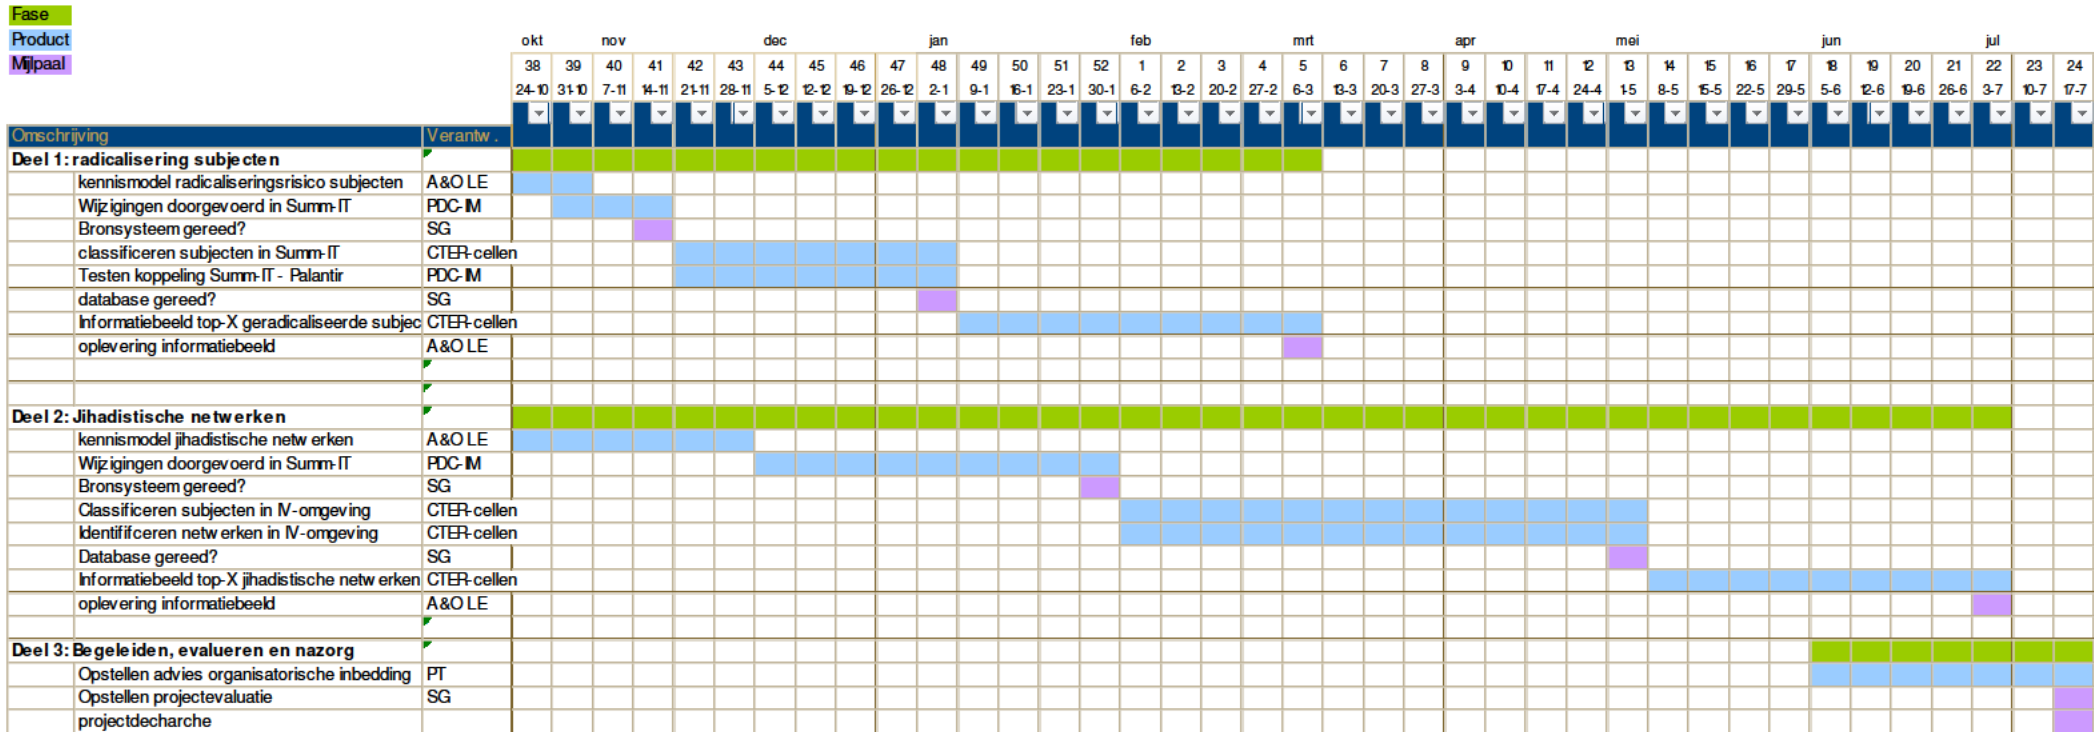 Fase
Product
Mijlpaal
okt nov dec jan feb mrt apr mei jun jul
38 39 40 41 42 43 44 45 46 47 48 49 50 51 52 1 2 3 4 5 6 7 8 9 10 11 12 13 14 15 16 17 18 19 20 21 22 23 24
24-10 31-10 7-11 14-11 21-11 28-11 5-12 12-12 19-12 26-12 2-1 9-1 16-1 23-1 30-1 6-2 13-2 20-2 27-2 6-3 13-3 20-3 27-3 3-4 10-4 17-4 24-4 1-5 8-5 15-5 22-5 29-5 5-6 12-6 19-6 26-6 3-7 10-7 17-7
Omschrijving Verantw.
Deel 1: radicalisering subjecten
kennismodel radicaliseringsrisico subjecten A&O LE
Wijzigingen doorgevoerd in Summ-IT PDC-IM
Bronsysteem gereed? SG
classificeren subjecten in Summ-IT CTER-cellen
Testen koppeling Summ-IT - Palantir PDC-IM
database gereed? SG
Informatiebeeld top-X geradicaliseerde subjec CTER-cellen
oplevering informatiebeeld A&O LE
Deel 2: Jihadistische netwerken
kennismodel jihadistische netwerken A&O LE
Wijzigingen doorgevoerd in Summ-IT PDC-IM
Bronsysteem gereed? SG
Classificeren subjecten in IV-omgeving CTER-cellen
Identififceren netwerken in IV-omgeving CTER-cellen
Database gereed? SG
Informatiebeeld top-X jihadistische netwerken CTER-cellen
oplevering informatiebeeld A&O LE
Deel 3: Begeleiden, evalueren en nazorg
Opstellen advies organisatorische inbedding PT
Opstellen projectevaluatie SG
projectdecharche